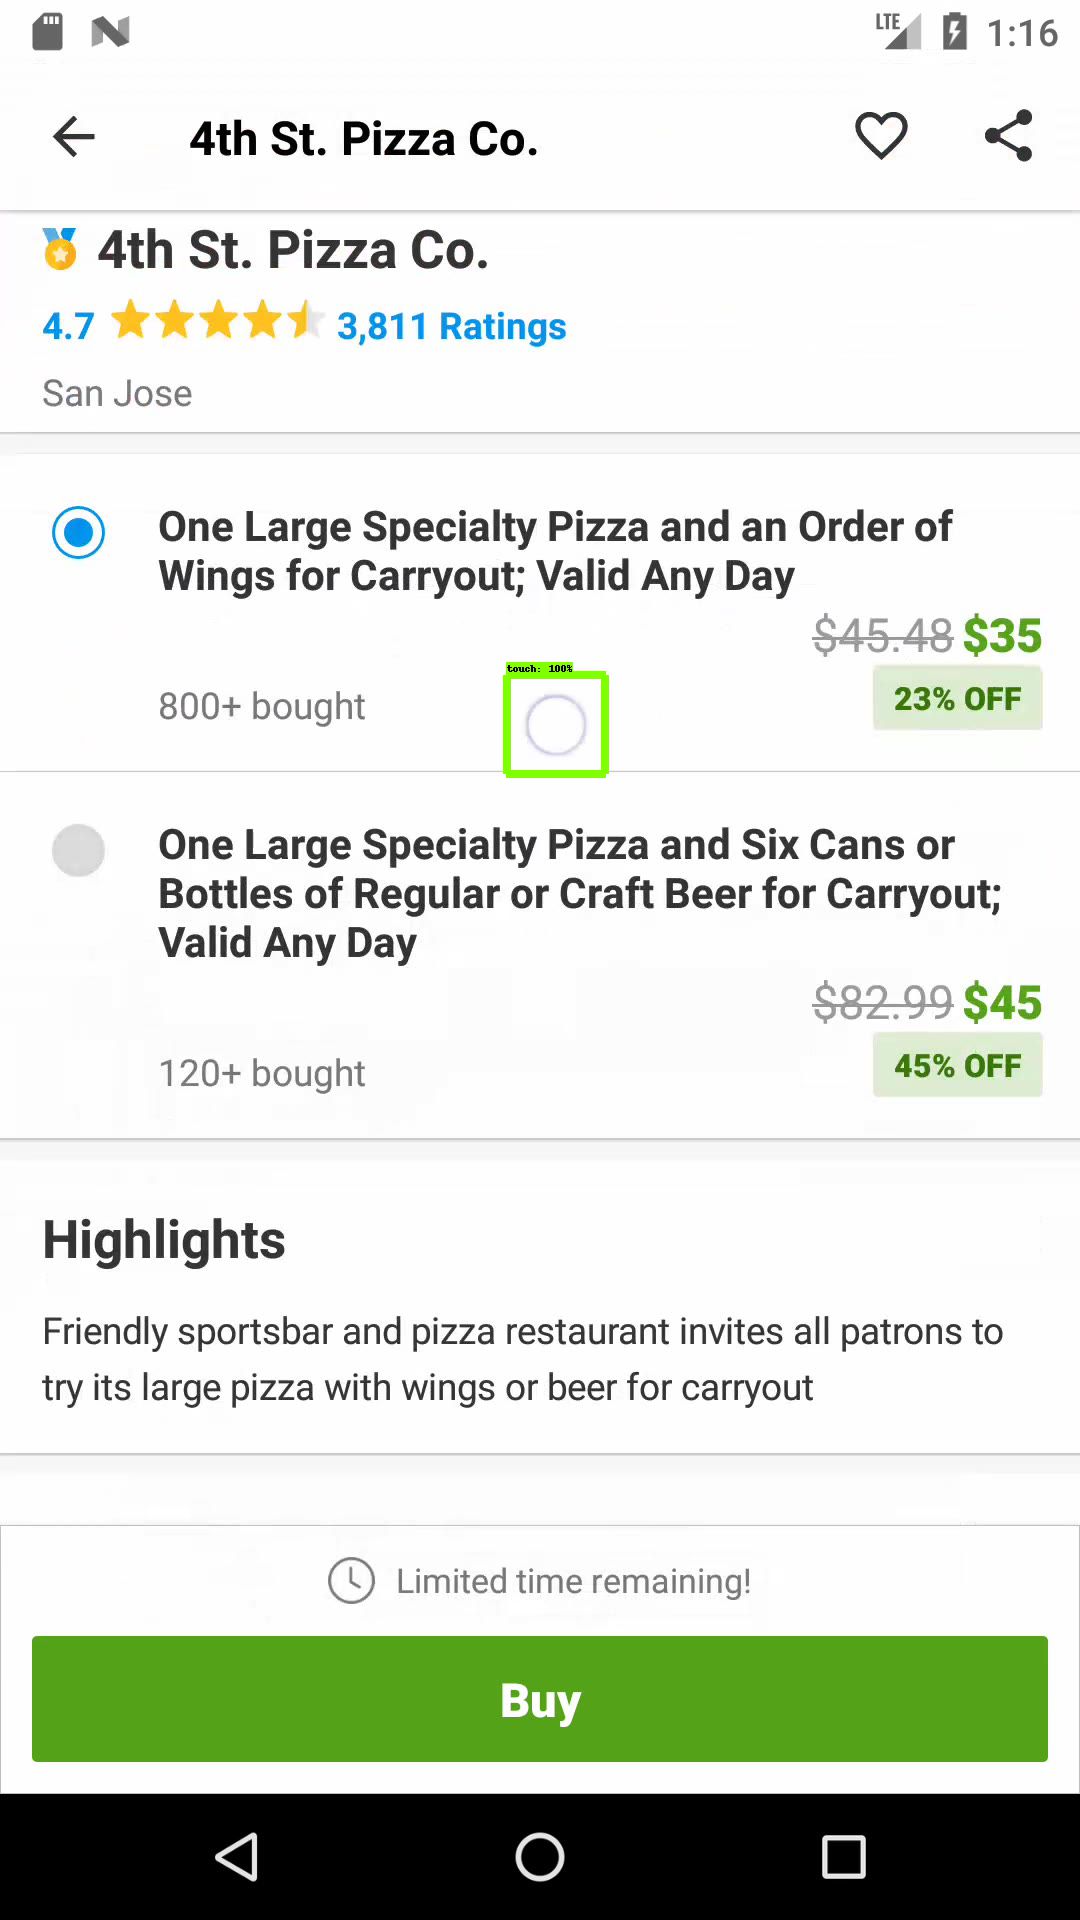 LTE 1:16
4th St. Pizza Co.
4th St. Pizza Co.
4.7 3,811 Ratings
San Jose
One Large Specialty Pizza and an Order of
Wings for Carryout; Valid Any Day
$45.48 $35
touch: 100%
800+ bought
23% OFF
One Large Specialty Pizza and Six Cans or
Bottles of Regular or Craft Beer for Carryout;
Valid Any Day
$82.99 $45
120+ bought
45% OFF
Highlights
Friendly sportsbar and pizza restaurant invites all patrons to
try its large pizza with wings or beer for carryout
Limited time remaining!
Buy